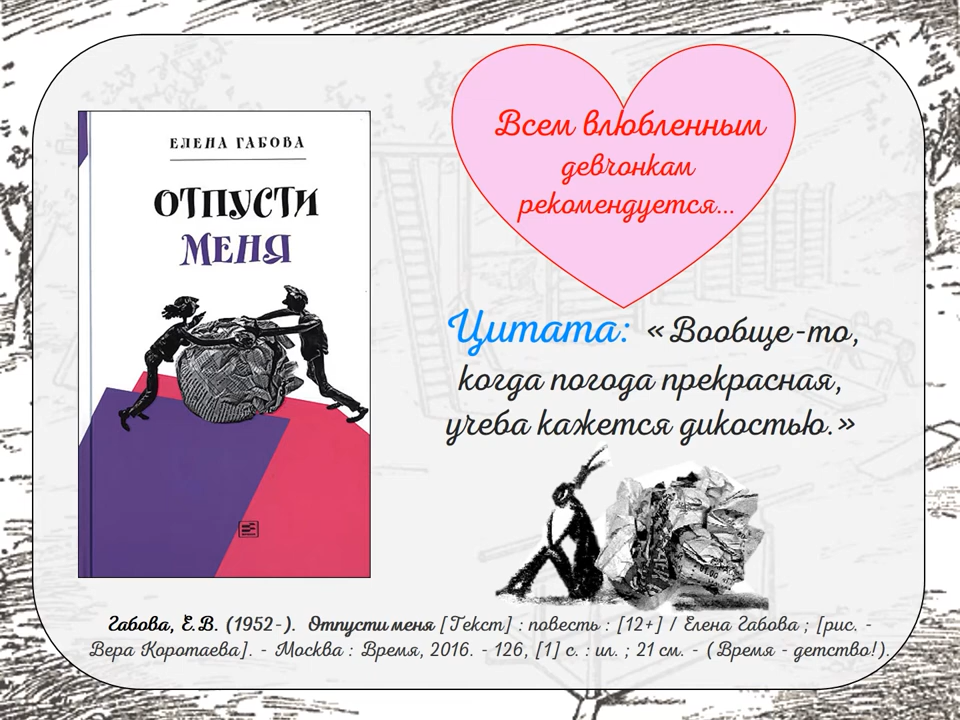 ЕЛЕНА ГАБОВА
ОТПУСТИ
МЕНЯ
Всем влюбленным
девчонкам
рекомендуется...
Цитата: «Вообще-то,
когда погода прекрасная,
учеба кажется дикостью.»
Габова, Е.В. (1952-). Отпусти меня [Текст] : повесть : [12+] / Елена Габова ; [рис. -
Вера Коротаева]. - Москва : Время, 2016. - 126, [1] с. : ил. ; 21 см. - (Время - детство!).